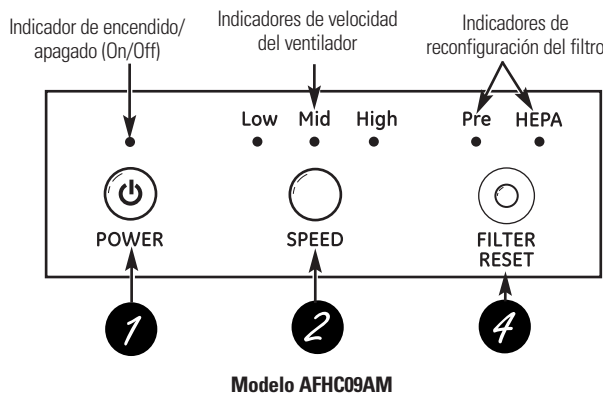 Indicador de encendido/
apagado (On/Off)
Indicadores de velocidad
del ventilador
Indicadores de
reconfiguración del filtro
Low Mid High
Pre HEPA
POWER
SPEED
FILTER
RESET
1
2
4
Modelo AFHC09AM